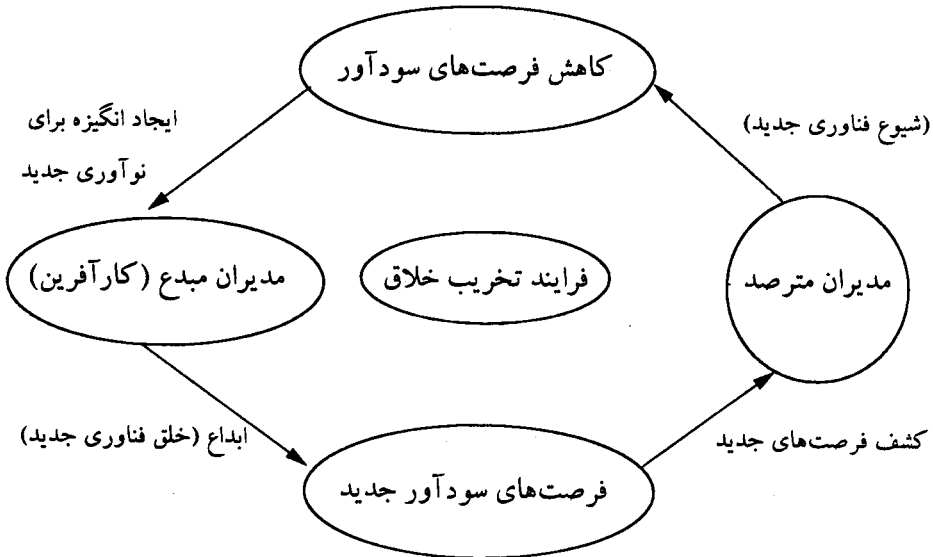 کاهش فرصت‌های سودآور
ایجاد انگیزه برای
نوآوری جدید
(شیوع فناوری جدید)
مدیران مبدع (کارآفرین)
فرایند تخریب خلاق
مدیران مترصد
ابداع (خلق فناوری جدید)
کشف فرصت‌های جدید
فرصت‌های سودآور جدید